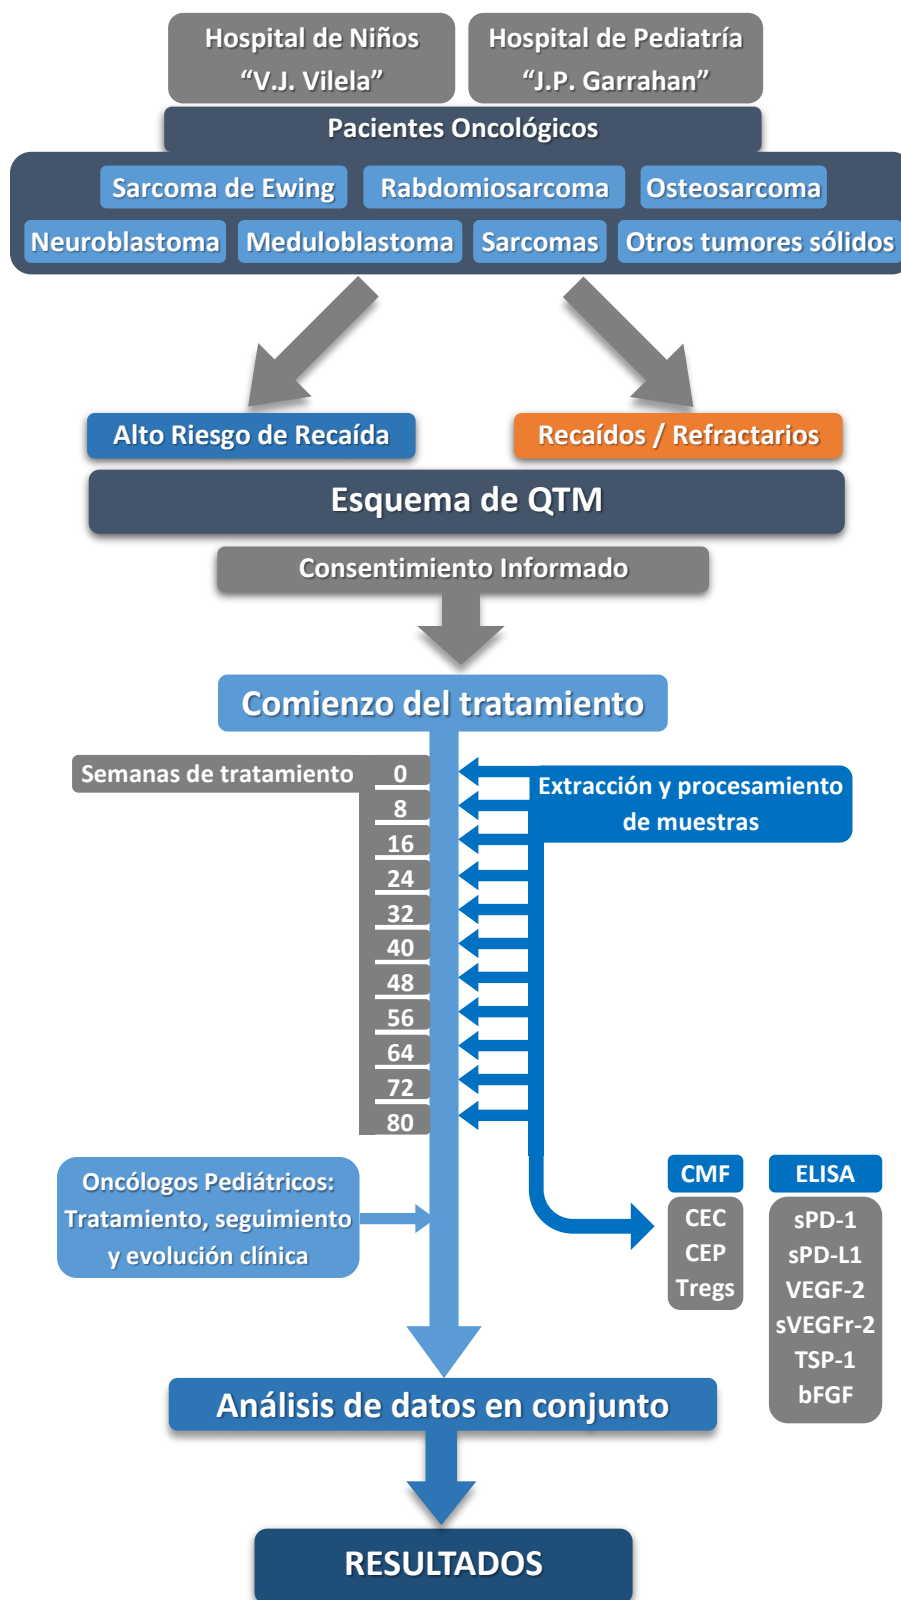 Hospital de Niños
“V.J. Vilela”
Hospital de Pediatría
“J.P. Garrahan”
Pacientes Oncológicos
Sarcoma de Ewing
Rabdomiosarcoma
Osteosarcoma
Neuroblastoma
Meduloblastoma
Sarcomas
Otros tumores sólidos
Alto Riesgo de Recaída
Recaídos / Refractarios
Esquema de QTM
Consentimiento Informado
Comienzo del tratamiento
Semanas de tratamiento
0
8
16
24
32
40
48
56
64
72
80
Extracción y procesamiento
de muestras
Oncólogos Pediátricos:
Tratamiento, seguimiento
y evolución clínica
CMF
CEC
CEP
Tregs
ELISA
sPD-1
sPD-L1
VEGF-2
sVEGFr-2
TSP-1
bFGF
Análisis de datos en conjunto
RESULTADOS